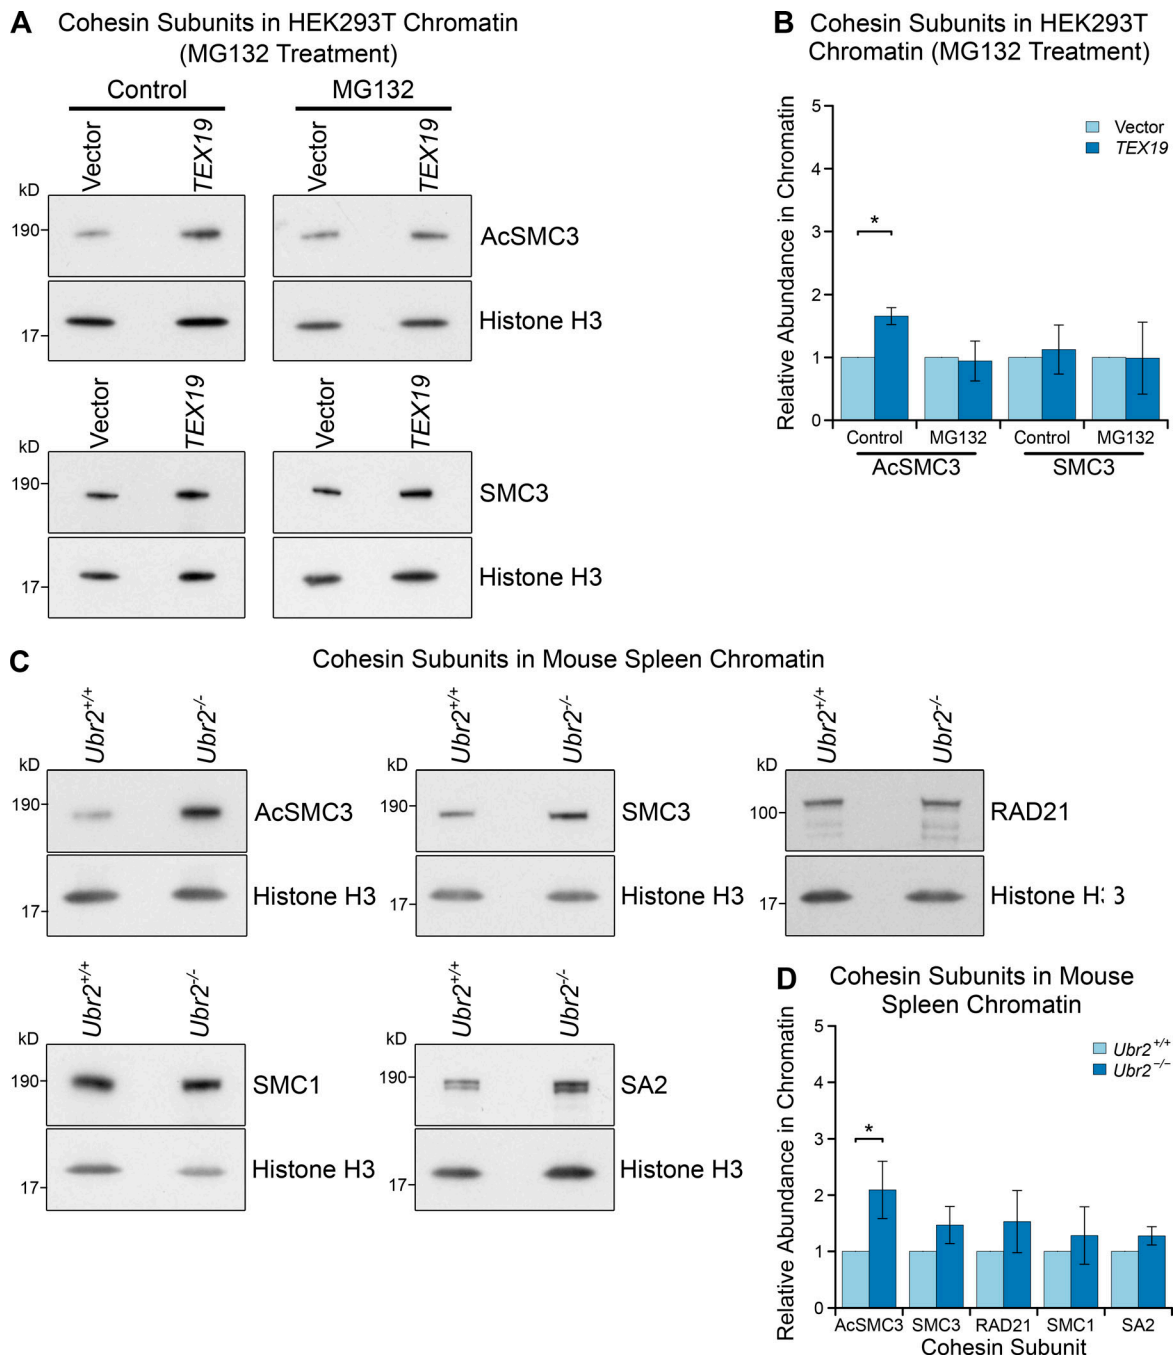 A Cohesin Subunits in HEK293T Chromatin
(MG132 Treatment)
Control MG132
Vector TEX19 Vector TEX19
kD
190
AcSMC3
17
Histone H3
Vector TEX19 Vector TEX19
kD
190
SMC3
17
Histone H3
B Cohesin Subunits in HEK293T
Chromatin (MG132 Treatment)
Relative Abundance in Chromatin
5
4
3
2
1
0
Vector
TEX19
*
Control MG132 Control MG132
AcSMC3 SMC3
C Cohesin Subunits in Mouse Spleen Chromatin
Ubr2+/+ Ubr2-/-
kD
190
AcSMC3
17
Histone H3
Ubr2+/+ Ubr2-/-
kD
190
SMC3
17
Histone H3
Ubr2+/+ Ubr2-/-
kD
100
RAD21
17
Histone H3 3
Ubr2+/+ Ubr2-/-
kD
190
SMC1
17
Histone H3
Ubr2+/+ Ubr2-/-
kD
190
SA2
17
Histone H3
D Cohesin Subunits in Mouse
Spleen Chromatin
Relative Abundance in Chromatin
5
4
3
2
1
0
Ubr2+/+
Ubr2−/−
*
AcSMC3 SMC3 RAD21 SMC1 SA2
Cohesin Subunit